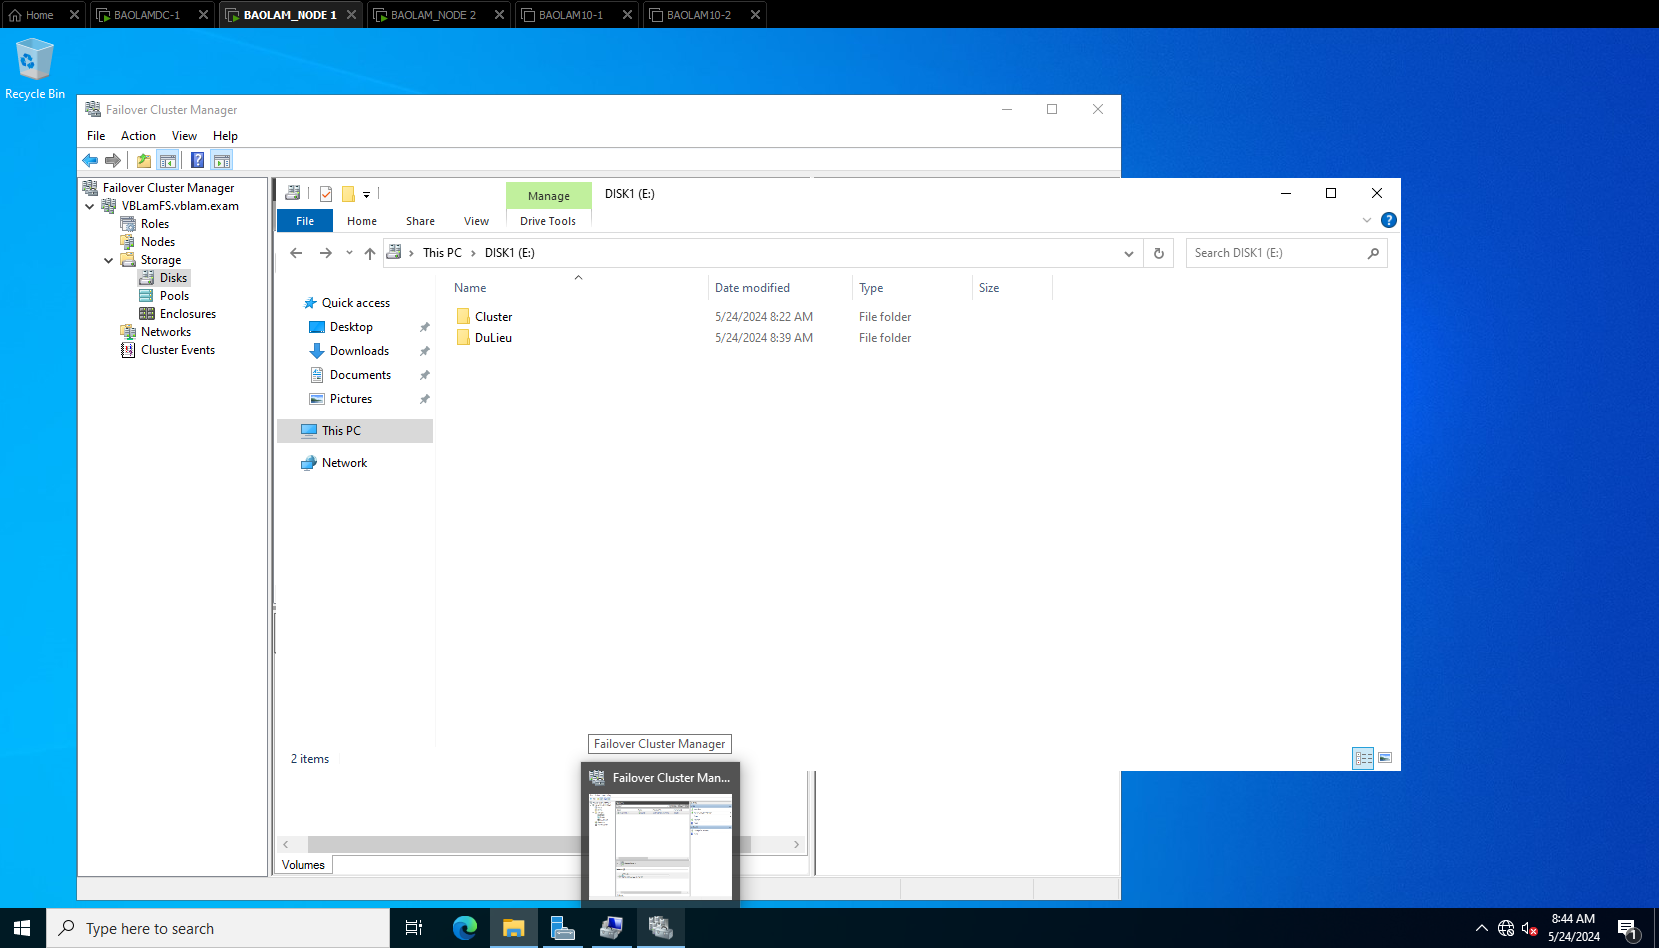 Home BAOLAMDC-1 BAOLAM_NODE 1 BAOLAM_NODE 2 BAOLAM10-1 BAOLAM10-2
Recycle Bin
Failover Cluster Manager
File Action View Help
Failover Cluster Manager
VBLamFS.vblam.exam
Roles
Nodes
Storage
Disks
Pools
Enclosures
Networks
Cluster Events
Manage DISK1 (E:)
File Home Share View Drive Tools
This PC DISK1 (E:) Search DISK1 (E:)
Name Date modified Type Size
Cluster 5/24/2024 8:22 AM File folder
DuLieu 5/24/2024 8:39 AM File folder
Quick access
Desktop
Downloads
Documents
Pictures
This PC
Network
2 items
Failover Cluster Manager
Failover Cluster Man...
Volumes
Type here to search
8:44 AM
5/24/2024
1